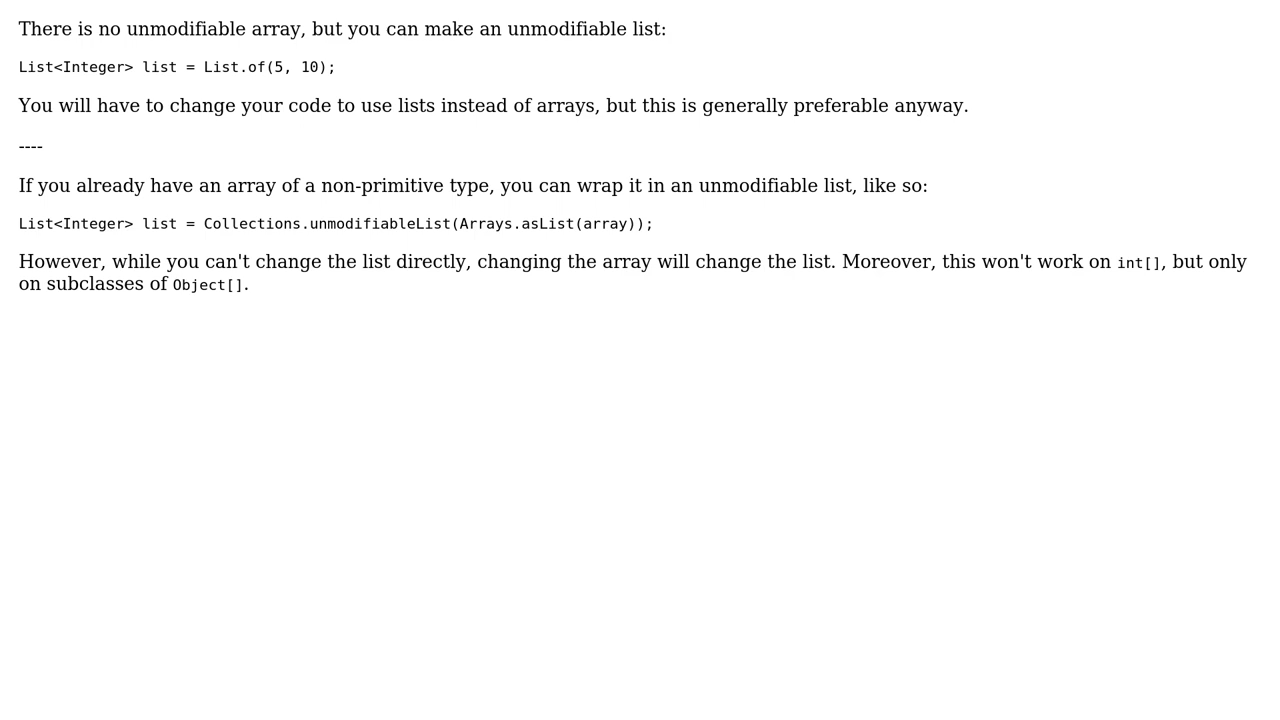 There is no unmodifiable array, but you can make an unmodifiable list:
List<Integer> list = List.of(5, 10);
You will have to change your code to use lists instead of arrays, but this is generally preferable anyway.
----
If you already have an array of a non-primitive type, you can wrap it in an unmodifiable list, like so:
List<Integer> list = Collections.unmodifiableList(Arrays.asList(array));
However, while you can't change the list directly, changing the array will change the list. Moreover, this won't work on int[], but only
on subclasses of Object[].